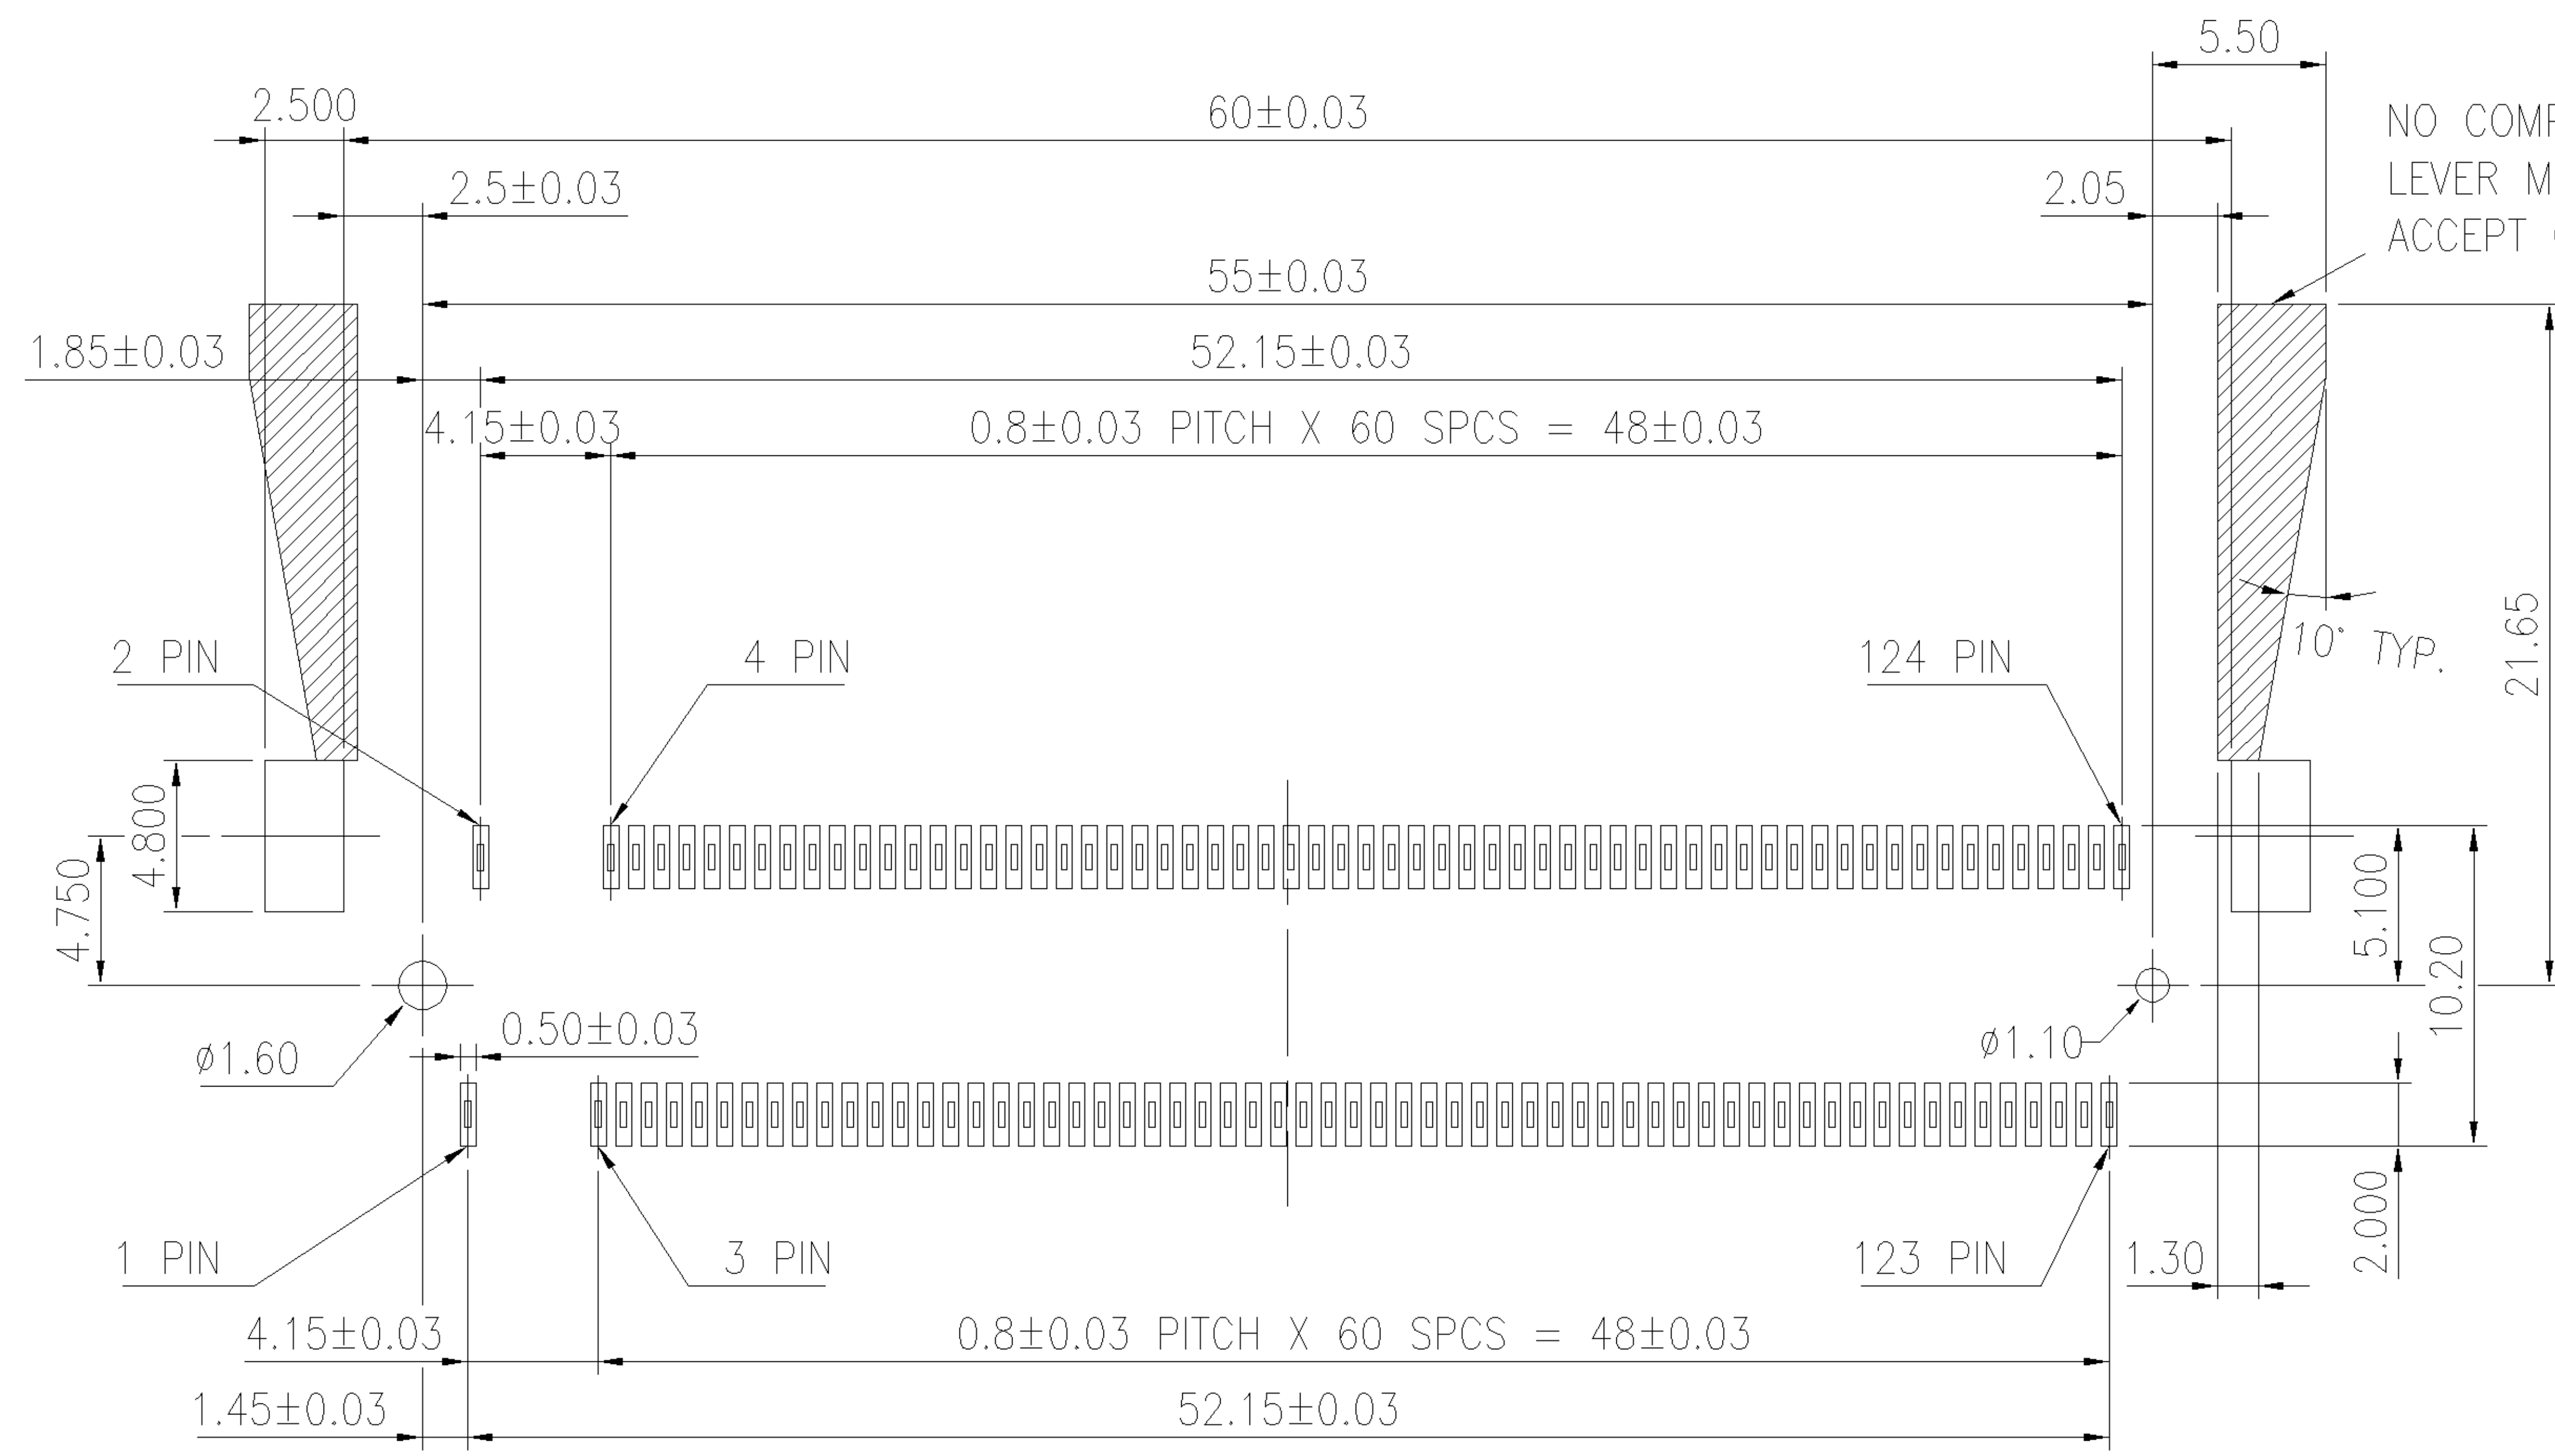 5.50
2.500
60±0.03
NO COMP
LEVER M
ACCEPT
2.5±0.03
2.05
55±0.03
1.85±0.03
52.15±0.03
4.15±0.03
0.8±0.03 PITCH X 60 SPCS = 48±0.03
21.65
10° TYP.
2 PIN
4 PIN
124 PIN
4.800
4.750
5.100
10.20
0.50±0.03
ø1.60
ø1.10
2.000
1 PIN
3 PIN
123 PIN
1.30
4.15±0.03
0.8±0.03 PITCH X 60 SPCS = 48±0.03
1.45±0.03
52.15±0.03